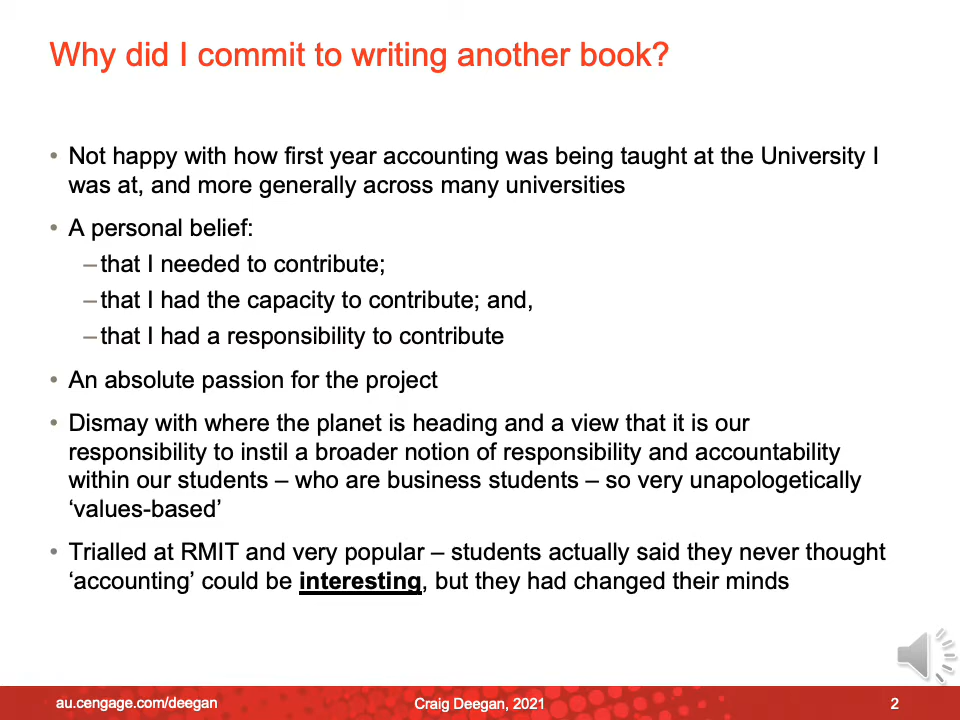 Why did I commit to writing another book?
• Not happy with how first year accounting was being taught at the University I
was at, and more generally across many universities
• A personal belief:
– that I needed to contribute;
– that I had the capacity to contribute; and,
– that I had a responsibility to contribute
• An absolute passion for the project
• Dismay with where the planet is heading and a view that it is our
responsibility to instil a broader notion of responsibility and accountability
within our students – who are business students – so very unapologetically
‘values-based’
• Trialled at RMIT and very popular – students actually said they never thought
‘accounting’ could be interesting, but they had changed their minds
au.cengage.com/deegan
Craig Deegan, 2021
2